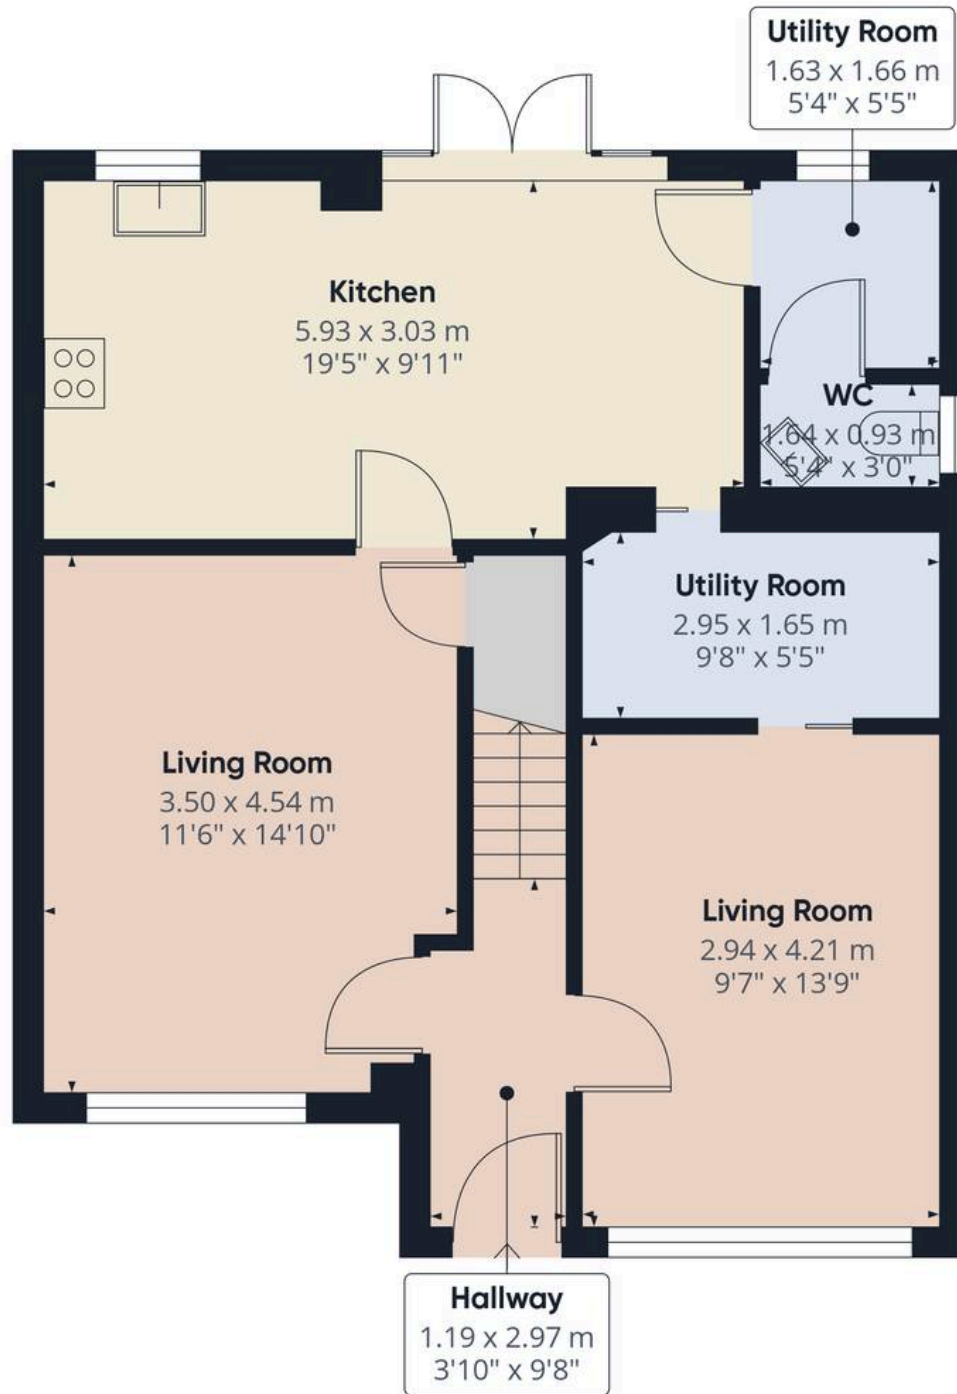 Utility Room
1.63 x 1.66 m
5'4" x 5'5"
Kitchen
5.93 x 3.03 m
19'5" x 9'11"
WC
1.64 x 0.93 m
5'4" x 3'0"
Utility Room
2.95 x 1.65 m
9'8" x 5'5"
Living Room
3.50 x 4.54 m
11'6" x 14'10"
Living Room
2.94 x 4.21 m
9'7" x 13'9"
Hallway
1.19 x 2.97 m
3'10" x 9'8"